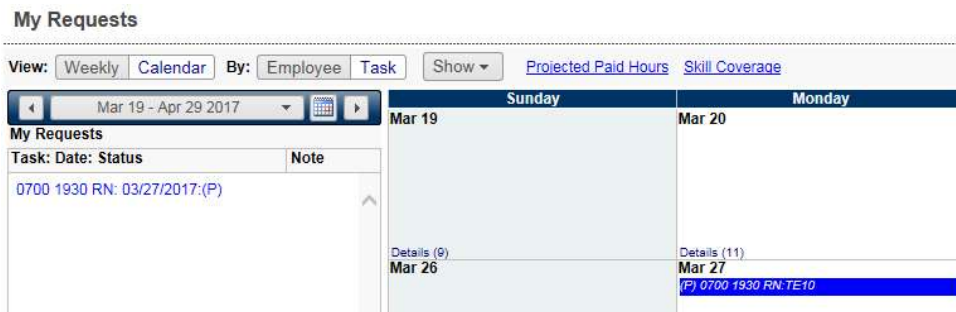 My Requests
View: Weekly Calendar By: Employee Task Show Projected Paid Hours Skill Coverage
Mar 19 - Apr 29 2017
Sunday Monday
Mar 19 Mar 20
My Requests
Task: Date: Status Note
0700 1930 RN: 03/27/2017:(P)
Details (9) Details (11)
Mar 26 Mar 27
(P) 0700 1930 RN:TE10